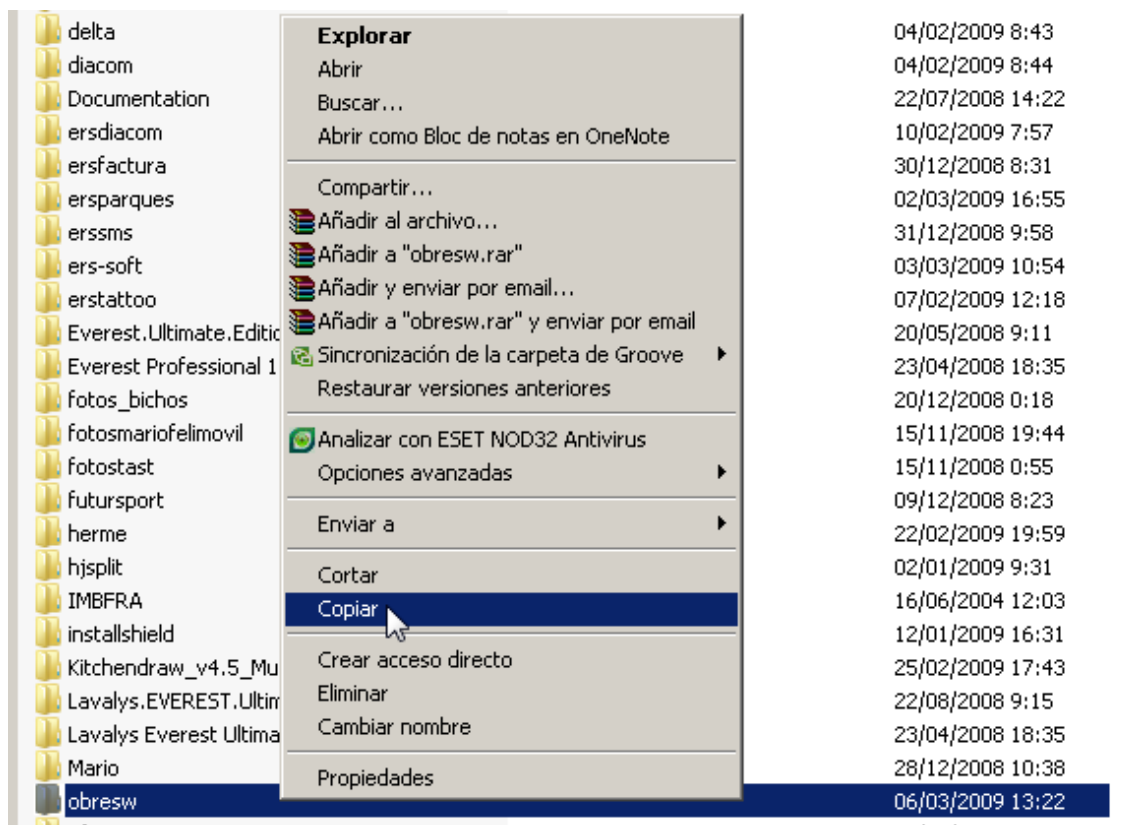 delta 04/02/2009 8:43
diacom 04/02/2009 8:44
Documentation 22/07/2008 14:22
ersdiacom 10/02/2009 7:57
ersfactura 30/12/2008 8:31
ersparques 02/03/2009 16:55
erssms 31/12/2008 9:58
ers-soft 03/03/2009 10:54
erstattoo 07/02/2009 12:18
Everest.Ultimate.Editic 20/05/2008 9:11
Everest Professional 1 23/04/2008 18:35
fotos_bichos 20/12/2008 0:18
fotosmariofelimovil 15/11/2008 19:44
fotostast 15/11/2008 0:55
futursport 09/12/2008 8:23
herme 22/02/2009 19:59
hjsplit 02/01/2009 9:31
IMBFRA 16/06/2004 12:03
installshield 12/01/2009 16:31
Kitchendraw_v4.5_Mu 25/02/2009 17:43
Lavalys.EVEREST.Ultim 22/08/2008 9:15
Lavalys Everest Ultima 23/04/2008 18:35
Mario 28/12/2008 10:38
obresw 06/03/2009 13:22
Explorar
Abrir
Buscar...
Abrir como Bloc de notas en OneNote
Compartir...
Añadir al archivo...
Añadir a "obresw.rar"
Añadir y enviar por email...
Añadir a "obresw.rar" y enviar por email
Sincronización de la carpeta de Groove
Restaurar versiones anteriores
Analizar con ESET NOD32 Antivirus
Opciones avanzadas
Enviar a
Cortar
Copiar
Crear acceso directo
Eliminar
Cambiar nombre
Propiedades